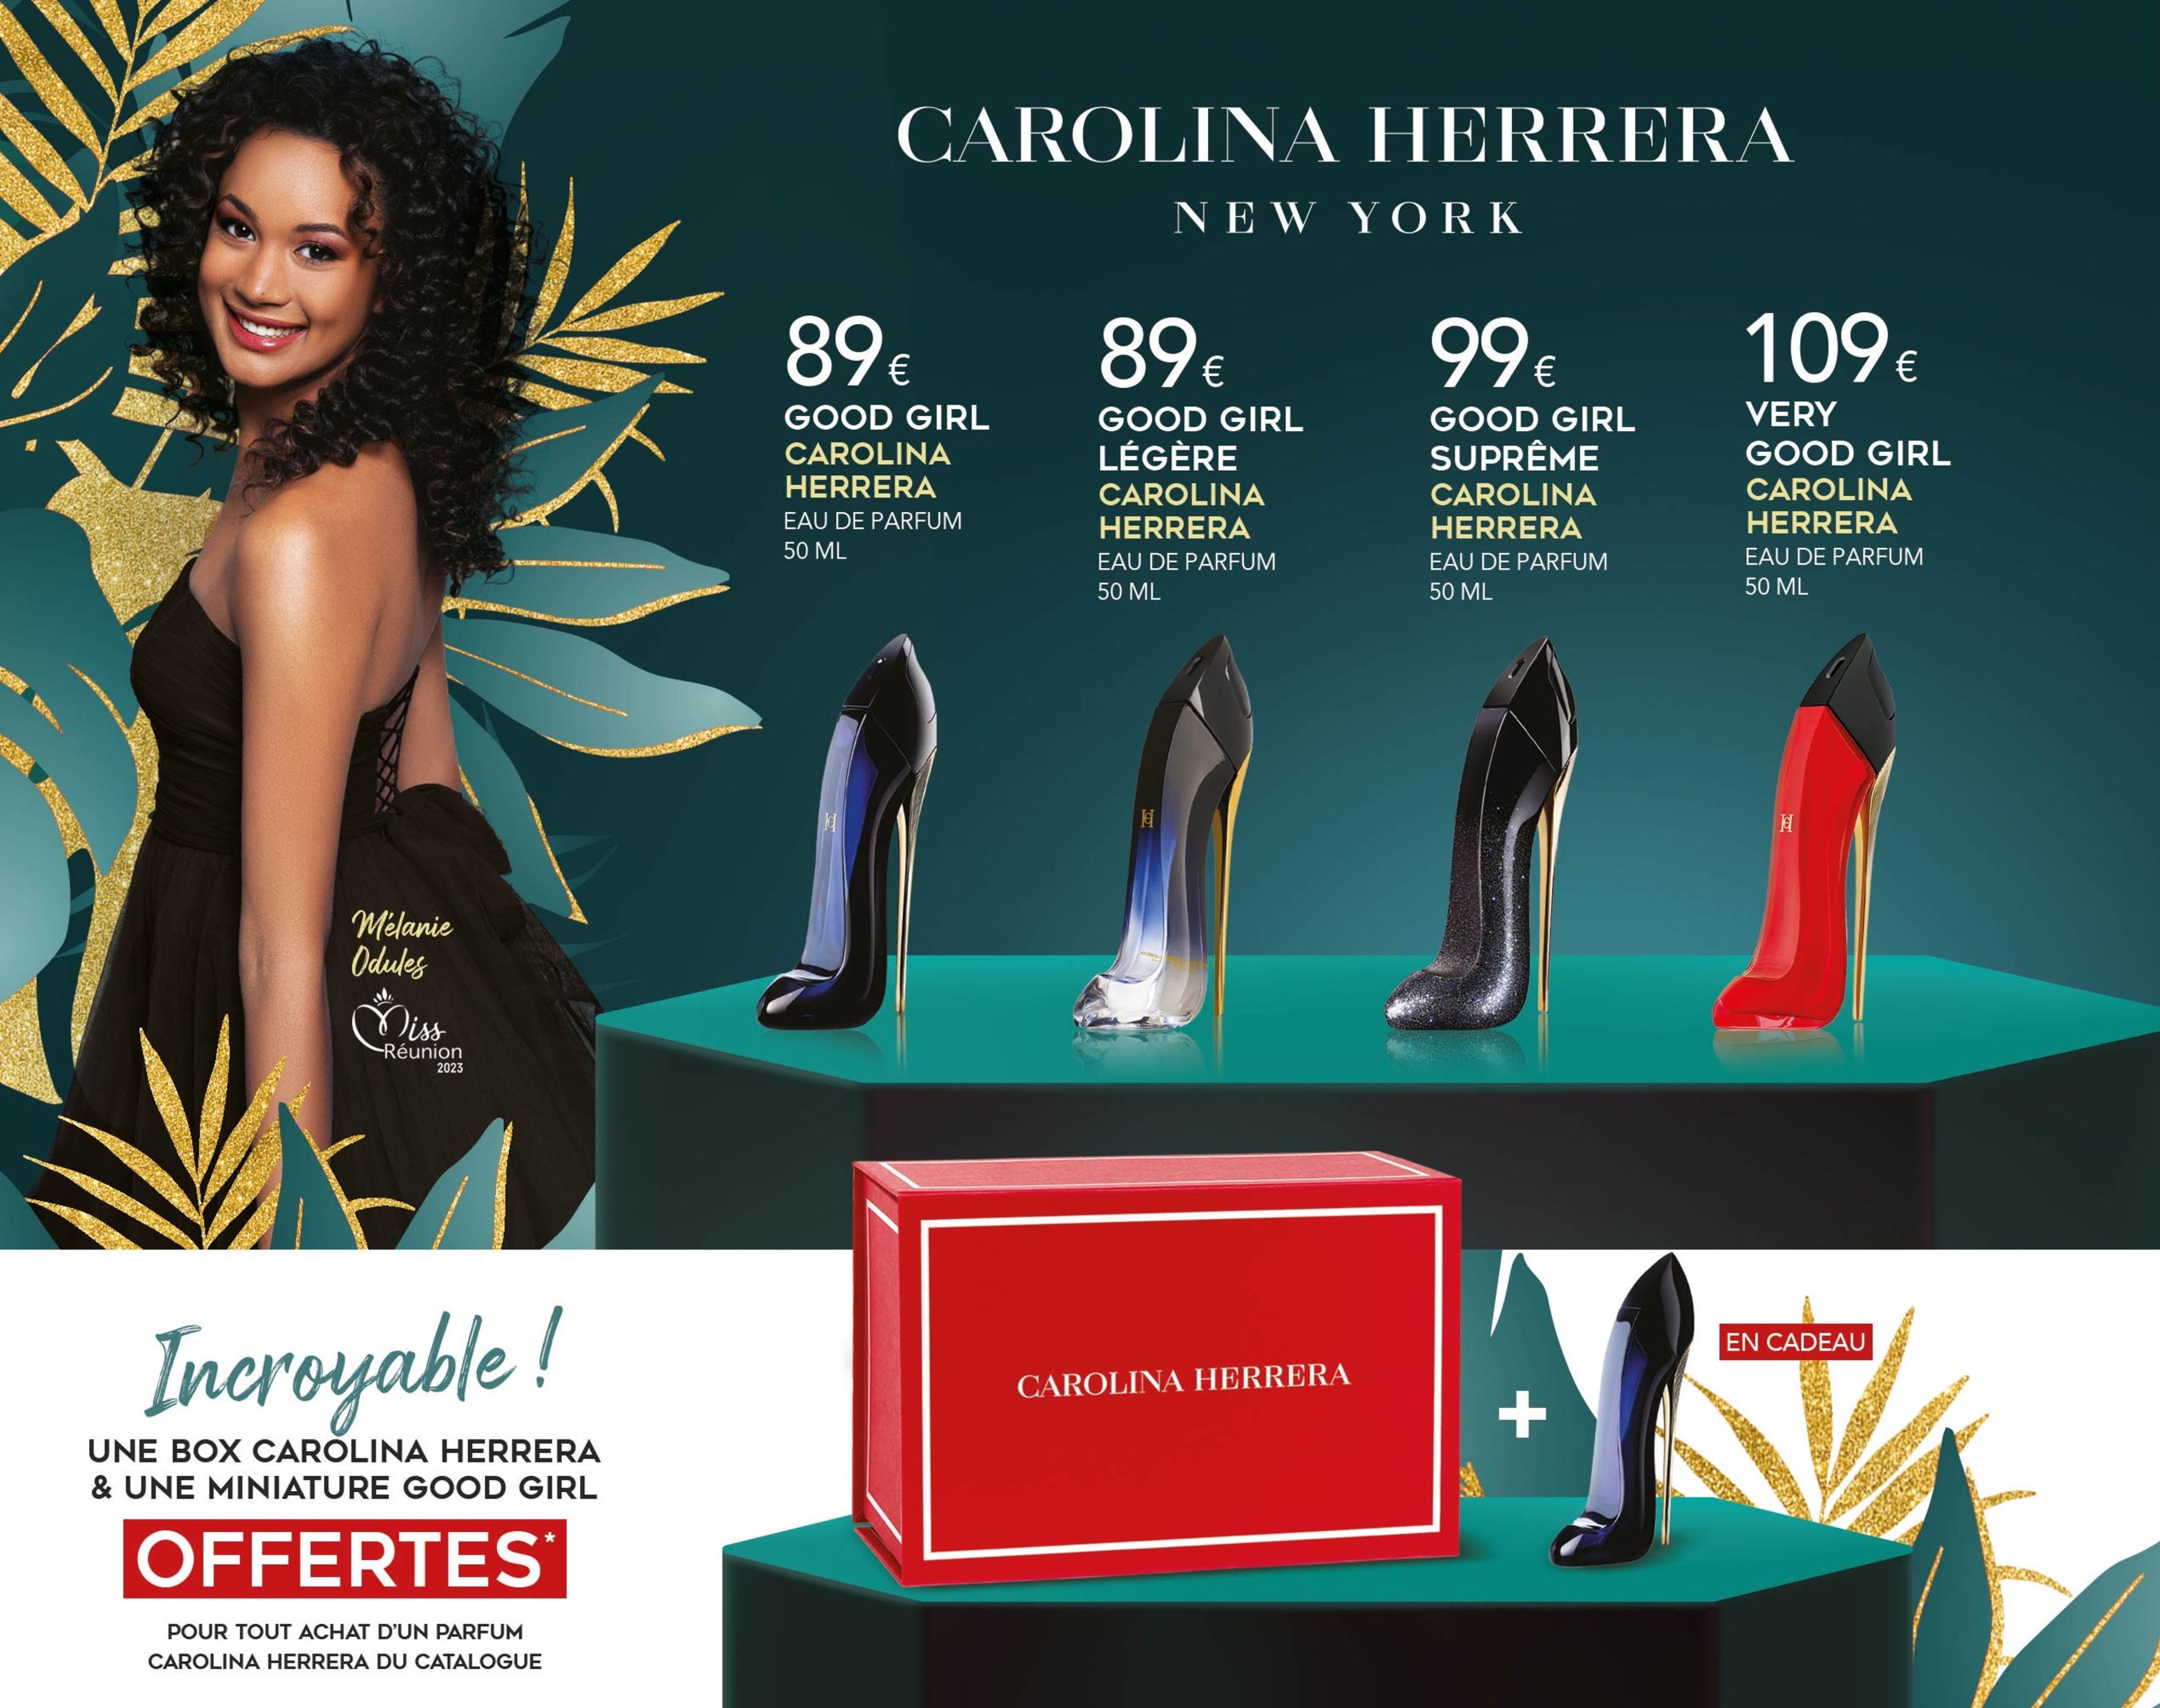 CAROLINA HERRERA
NEW YORK
89€
GOOD GIRL
CAROLINA
HERRERA
EAU DE PARFUM
50 ML
89€
GOOD GIRL
LÉGÈRE
CAROLINA
HERRERA
EAU DE PARFUM
50 ML
99€
GOOD GIRL
SUPRÊME
CAROLINA
HERRERA
EAU DE PARFUM
50 ML
109€
VERY
GOOD GIRL
CAROLINA
HERRERA
EAU DE PARFUM
50 ML
Mélanie
Odules
Miss
Réunion
2023
Incroyable !
UNE BOX CAROLINA HERRERA
& UNE MINIATURE GOOD GIRL
OFFERTES*
POUR TOUT ACHAT D'UN PARFUM
CAROLINA HERRERA DU CATALOGUE
CAROLINA HERRERA
+
EN CADEAU